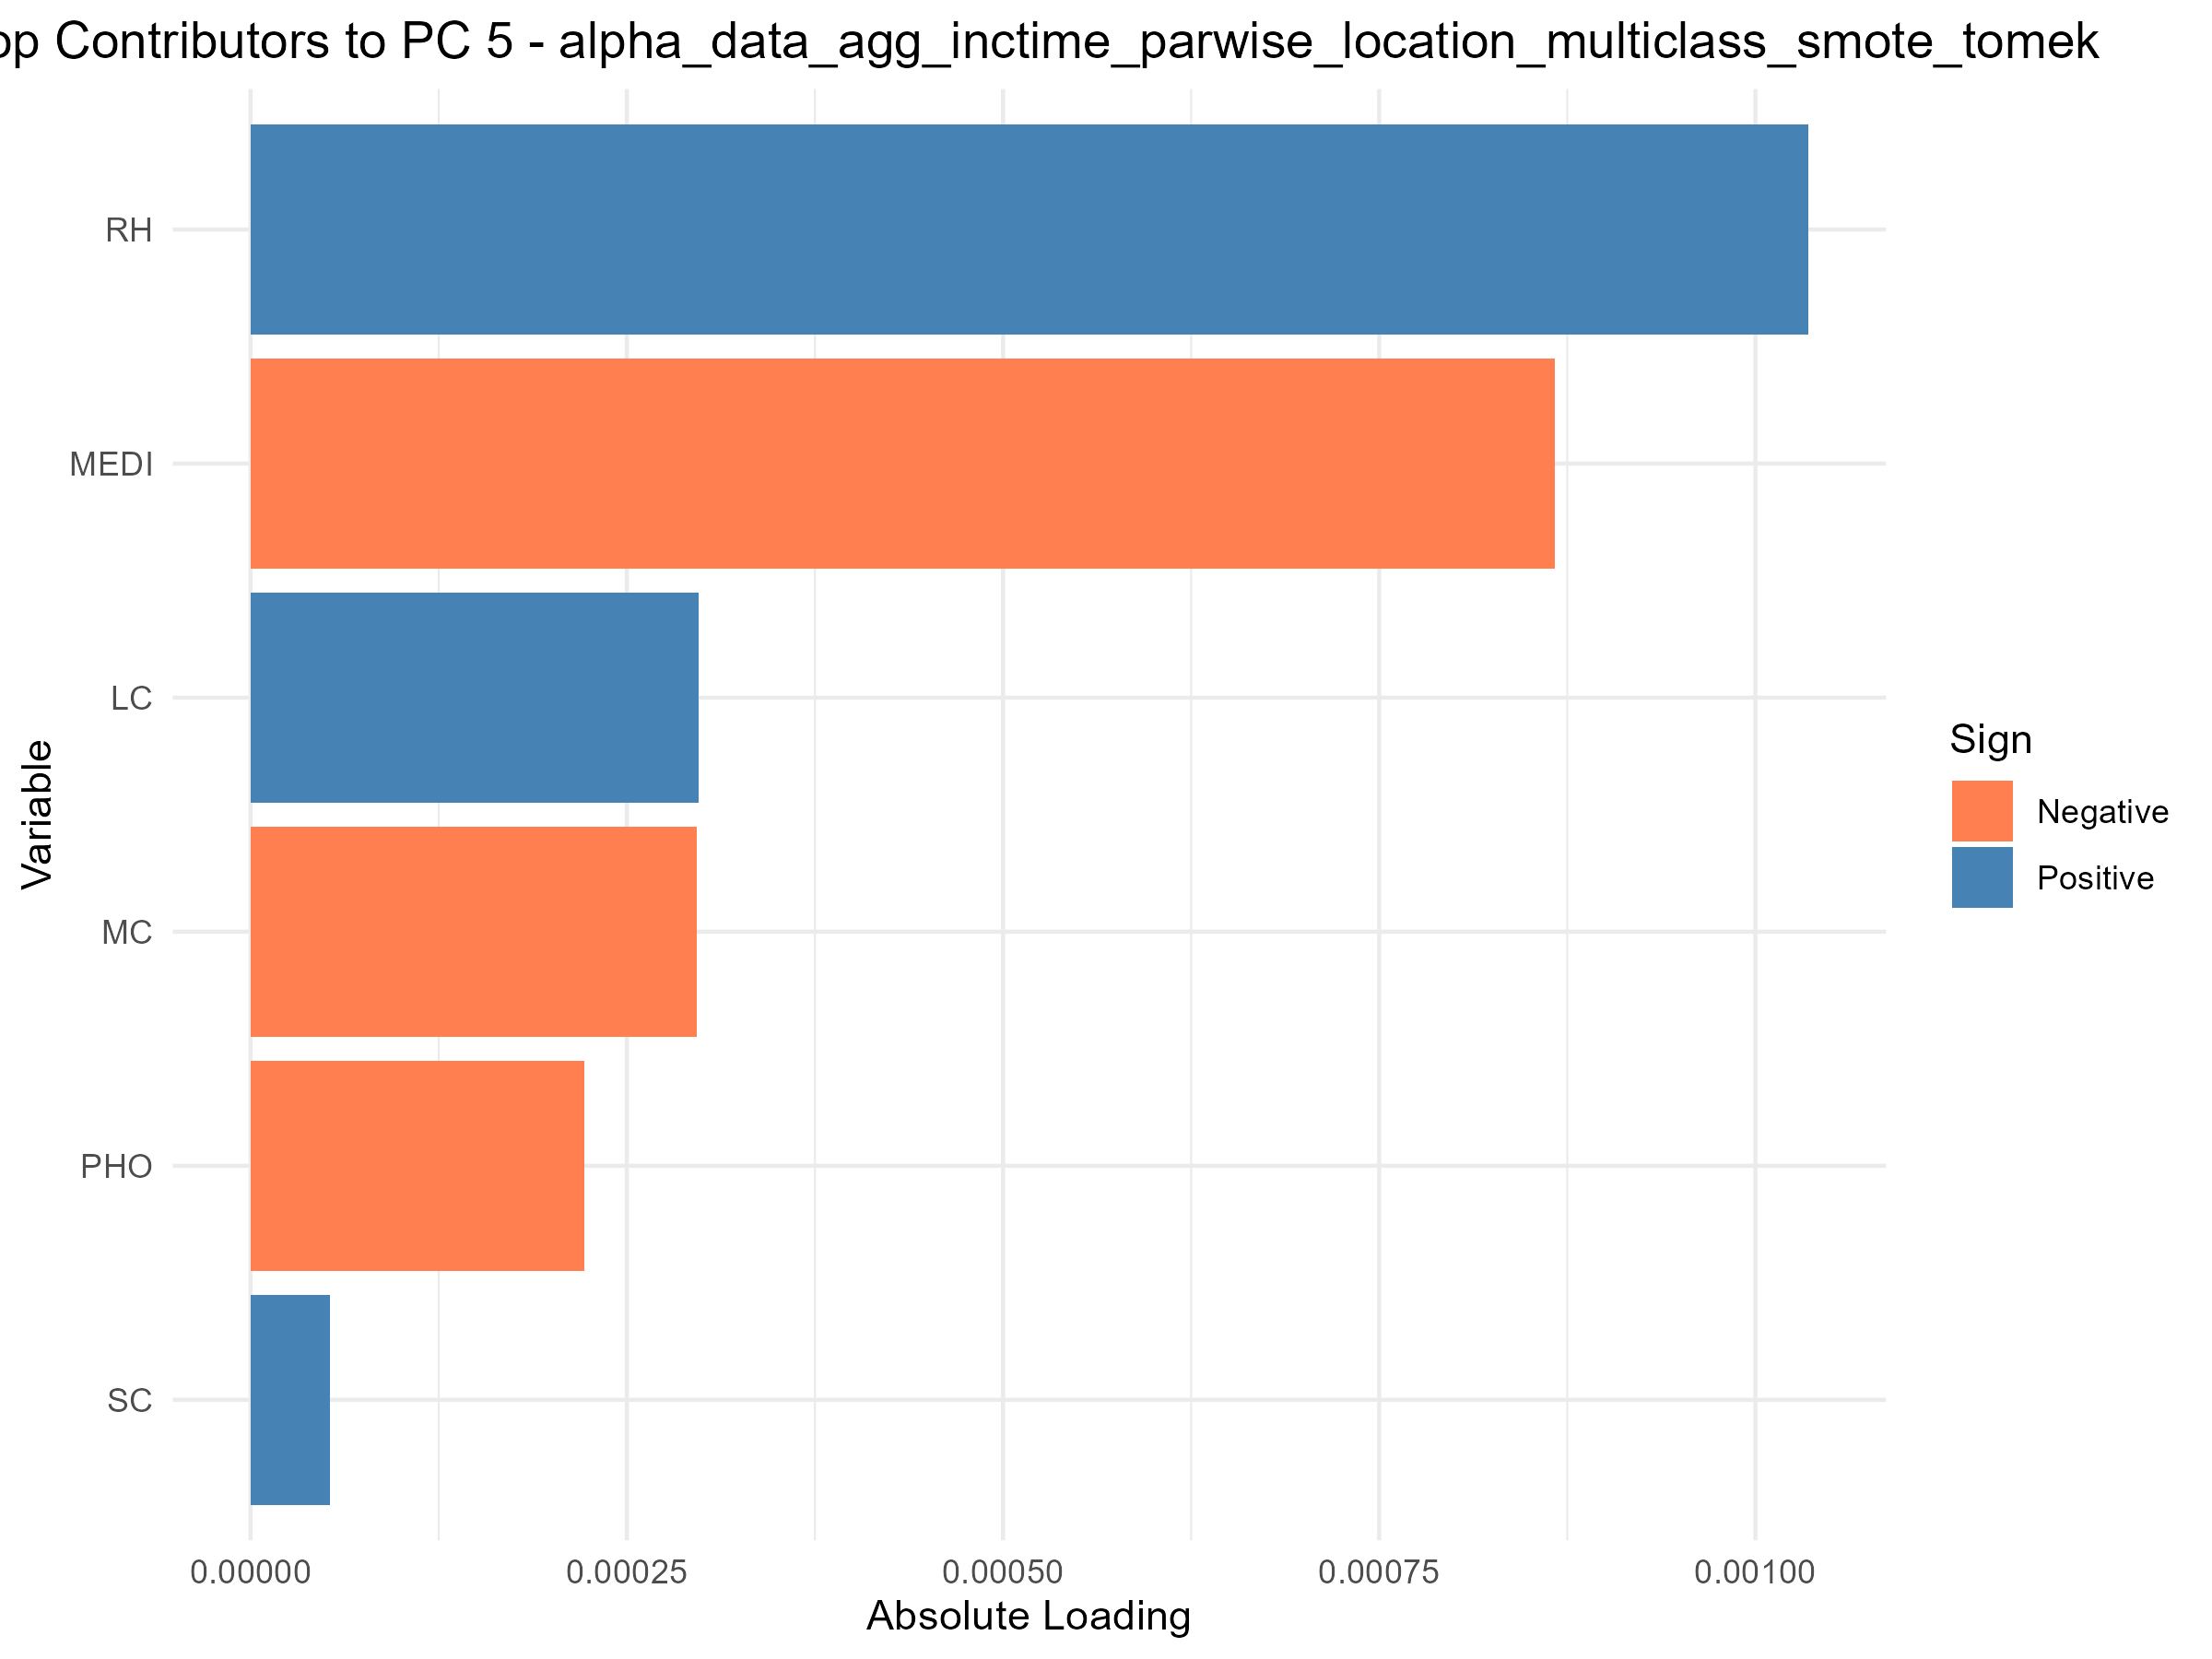 op Contributors to PC 5 - alpha_data_agg_inctime_parwise_location_multiclass_smote_tomek
RH
MEDI
LC
MC
PHO
SC
Variable
0.00000
0.00025
0.00050
0.00075
0.00100
Absolute Loading
Sign
Negative
Positive